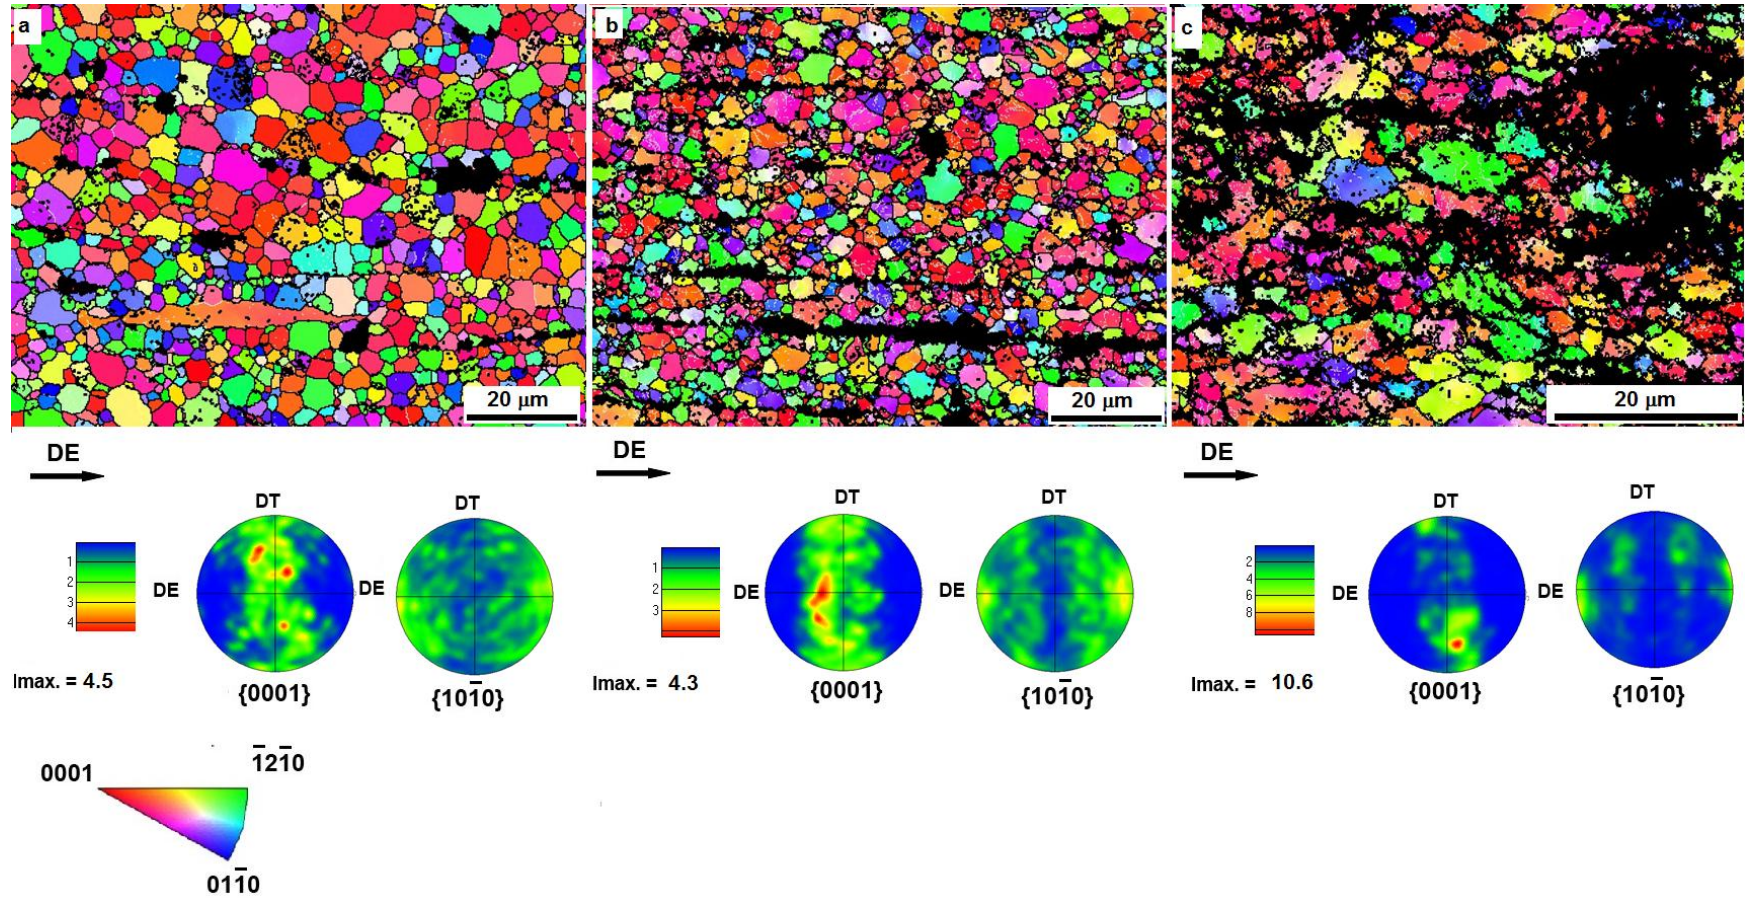 a
b
c
20 μm
20 μm
20 μm
DE
DE
DE
DT
DT
DT
DT
DT
DT
1
2
3
4
DE
DE
1
2
3
DE
DE
2
4
6
8
DE
DE
Imax. = 4.5
{0001}
{101̅0}
Imax. = 4.3
{0001}
{101̅0}
Imax. = 10.6
{0001}
{101̅0}
0001
1̅21̅0
011̅0